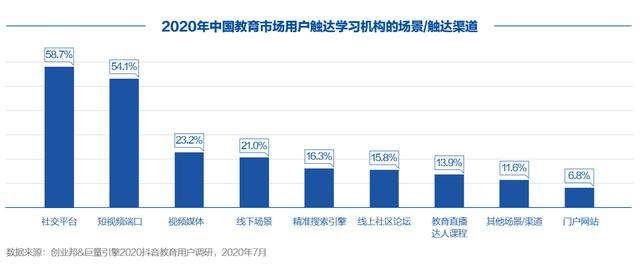 2020年中国教育市场用户触达学习机构的场景/触达渠道
58.7%
54.1%
23.2%
21.0%
16.3%
15.8%
13.9%
11.6%
6.8%
社交平台
短视频端口
视频媒体
线下场景
精准搜索引擎
线上社区论坛
教育直播
达人课程
其他场景/渠道
门户网站
数据来源：创业邦&巨量引擎2020抖音教育用户调研，2020年7月